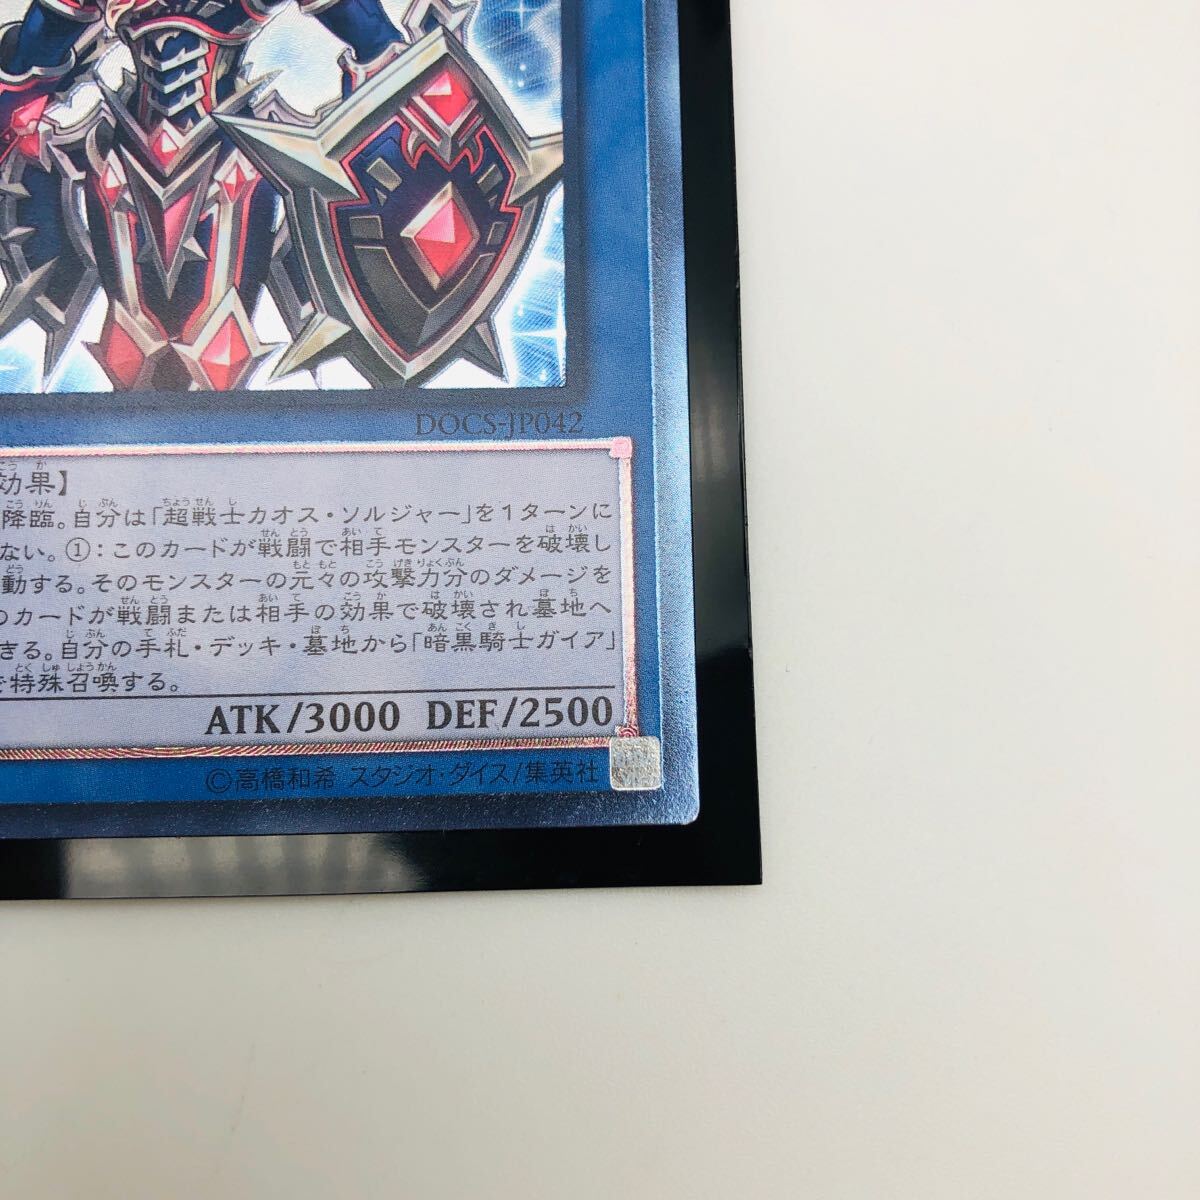 DOCS-JP042
効果】
降臨。自分は「超戦士カオス・ソルジャー」を1ターンに
ない。①：このカードが戦闘で相手モンスターを破壊し
動する。そのモンスターの元々の攻撃力分のダメージを
のカードが戦闘または相手の効果で破壊され墓地へ
きる。自分の手札・デッキ・墓地から「暗黒騎士ガイア」
で特殊召喚する。
ATK/3000 DEF/2500
©高橋和希 スタジオ・ダイス/集英社